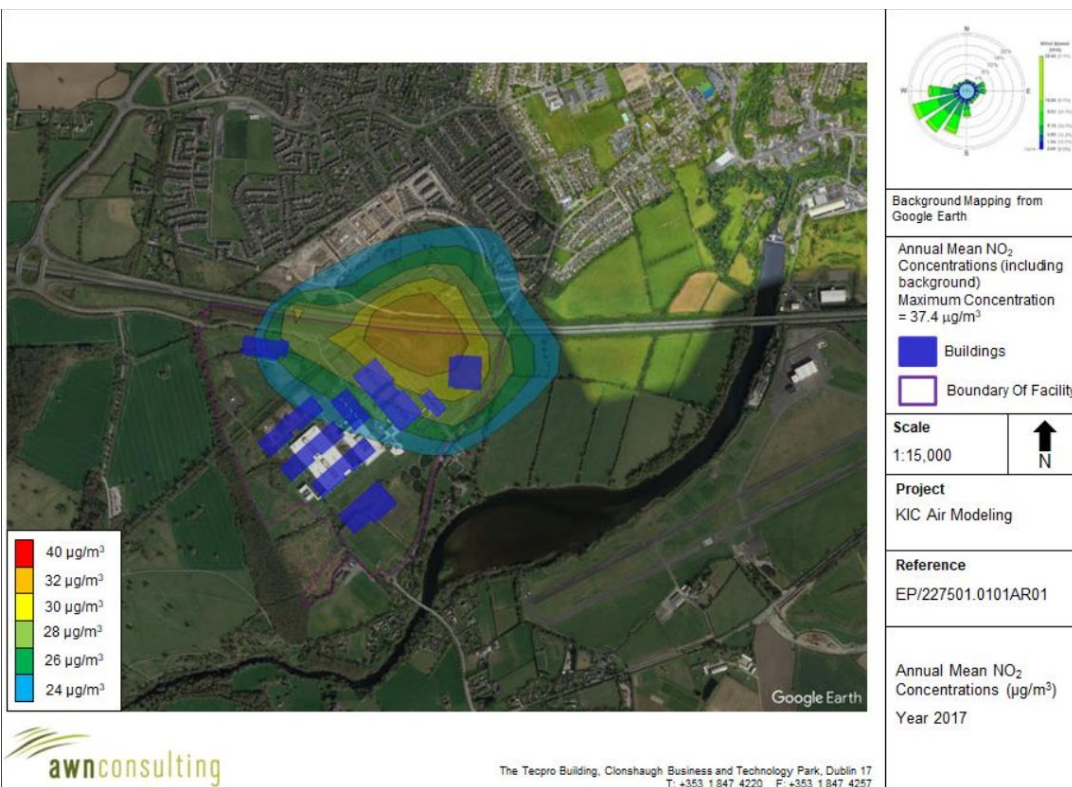 N
W
E
S
Background Mapping from
Google Earth
Annual Mean NO₂
Concentrations (including
background)
Maximum Concentration
= 37.4 µg/m³
Buildings
Boundary Of Facility
Scale
1:15,000
N
Project
KIC Air Modeling
Reference
EP/227501.0101AR01
Annual Mean NO₂
Concentrations (µg/m³)
Year 2017
40 µg/m³
32 µg/m³
30 µg/m³
28 µg/m³
26 µg/m³
24 µg/m³
Google Earth
awnconsulting
The Tecpro Building, Clonshaugh Business and Technology Park, Dublin 17
T: +353 1 847 4220 F: +353 1 847 4257